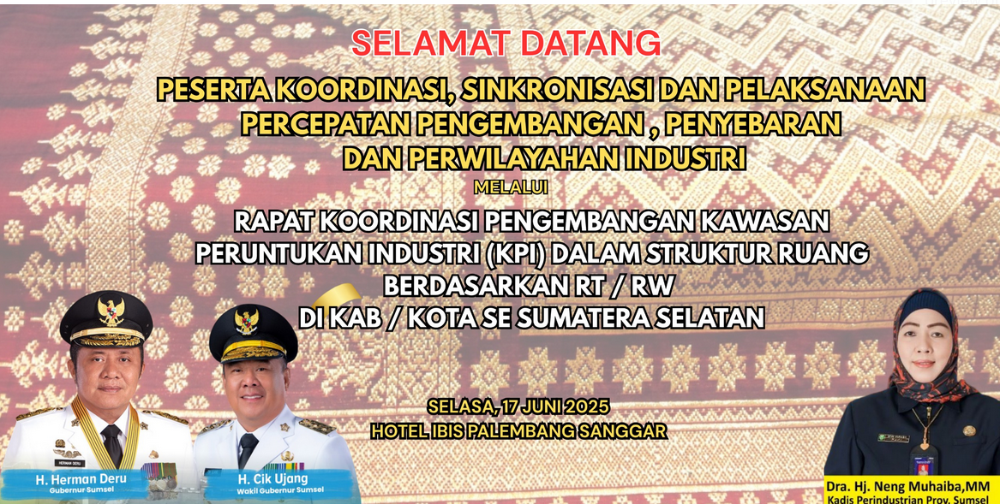 SELAMAT DATANG
PESERTA KOORDINASI, SINKRONISASI DAN PELAKSANAAN
PERCEPATAN PENGEMBANGAN , PENYEBARAN
DAN PERWILAYAHAN INDUSTRI
MELALUI
RAPAT KOORDINASI PENGEMBANGAN KAWASAN
PERUNTUKAN INDUSTRI (KPI) DALAM STRUKTUR RUANG
BERDASARKAN RT / RW
DI KAB / KOTA SE SUMATERA SELATAN
SELASA, 17 JUNI 2025
HOTEL IBIS PALEMBANG SANGGAR
HERMAN DERU
H. Herman Deru
Gubernur Sumsel
H. Cik Ujang
Wakil Gubernur Sumsel
Dra. Hj. Neng Muhaiba,MM
Kadis Perindustrian Prov. Sumsel